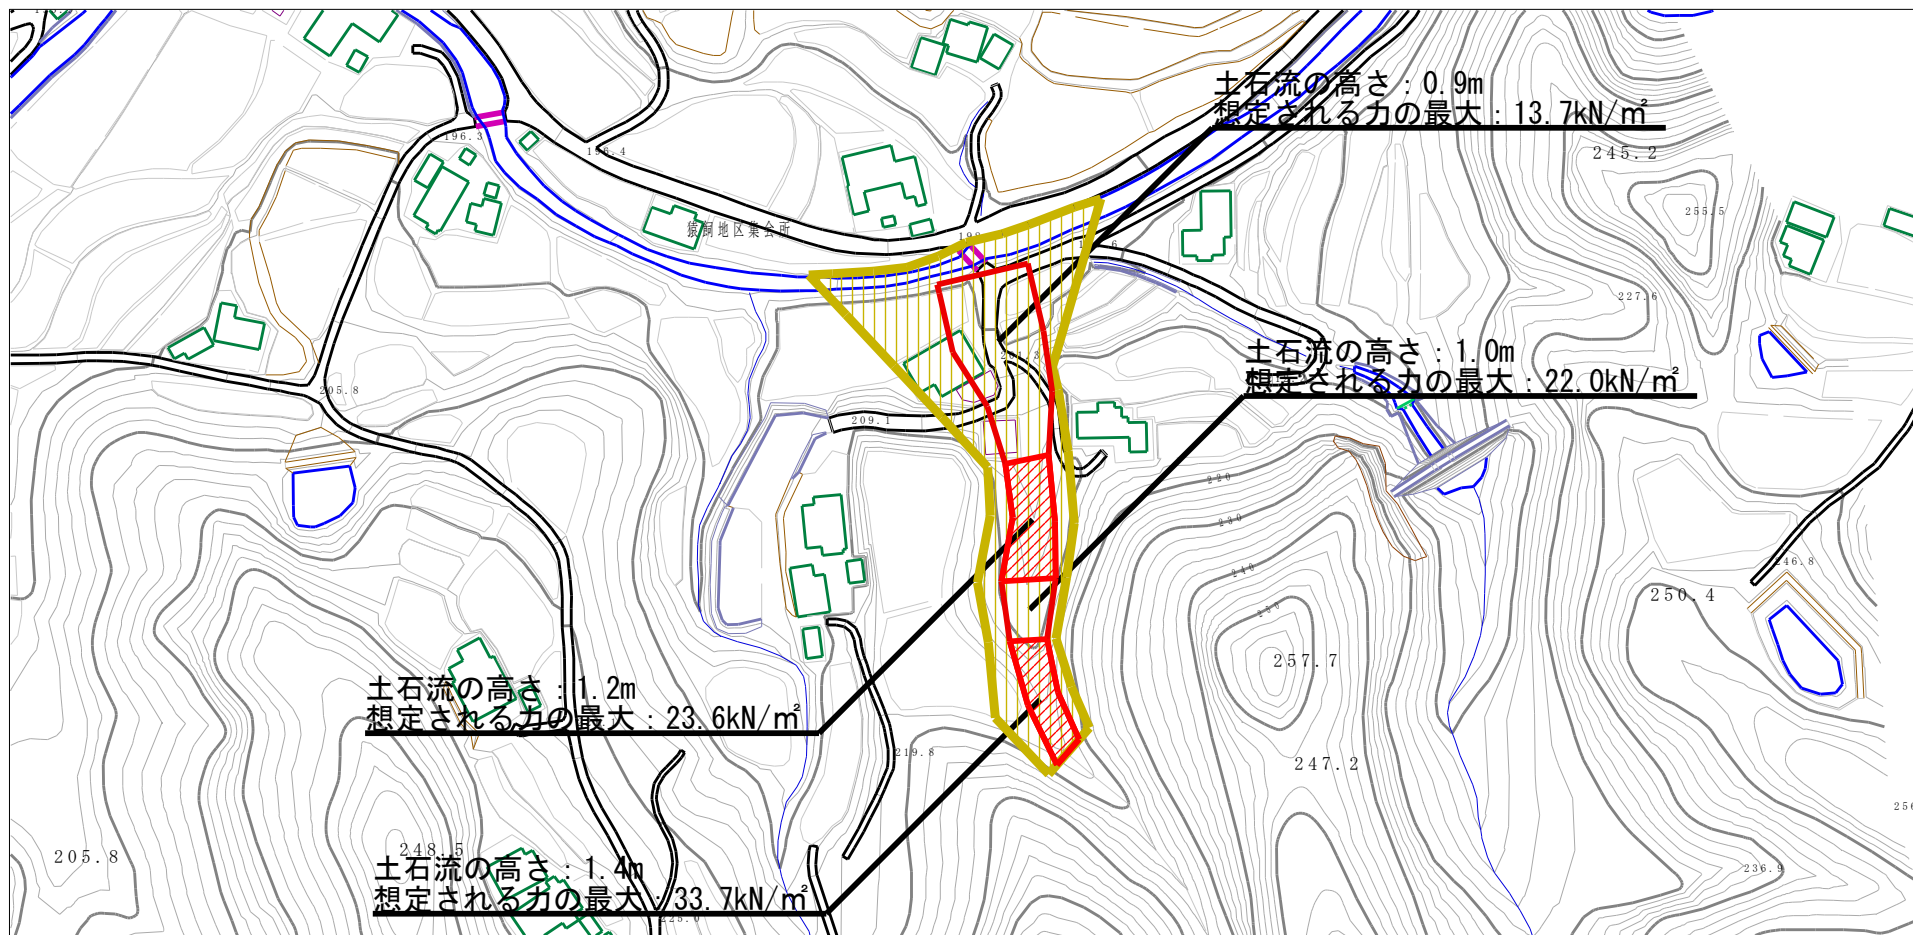 土石流の高さ：0.9m
想定される力の最大：13.7kN/㎡
196.3
196.4
245.2
255.5
猿飼地区集会所
227.6
土石流の高さ：1.0m
想定される力の最大：22.0kN/㎡
205.8
209.1
220
230
240
246.8
250.4
257.7
土石流の高さ：1.2m
想定される力の最大：23.6kN/㎡
219.8
247.2
205.8
248.5
土石流の高さ：1.4m
想定される力の最大：33.7kN/㎡
236.9
225.0